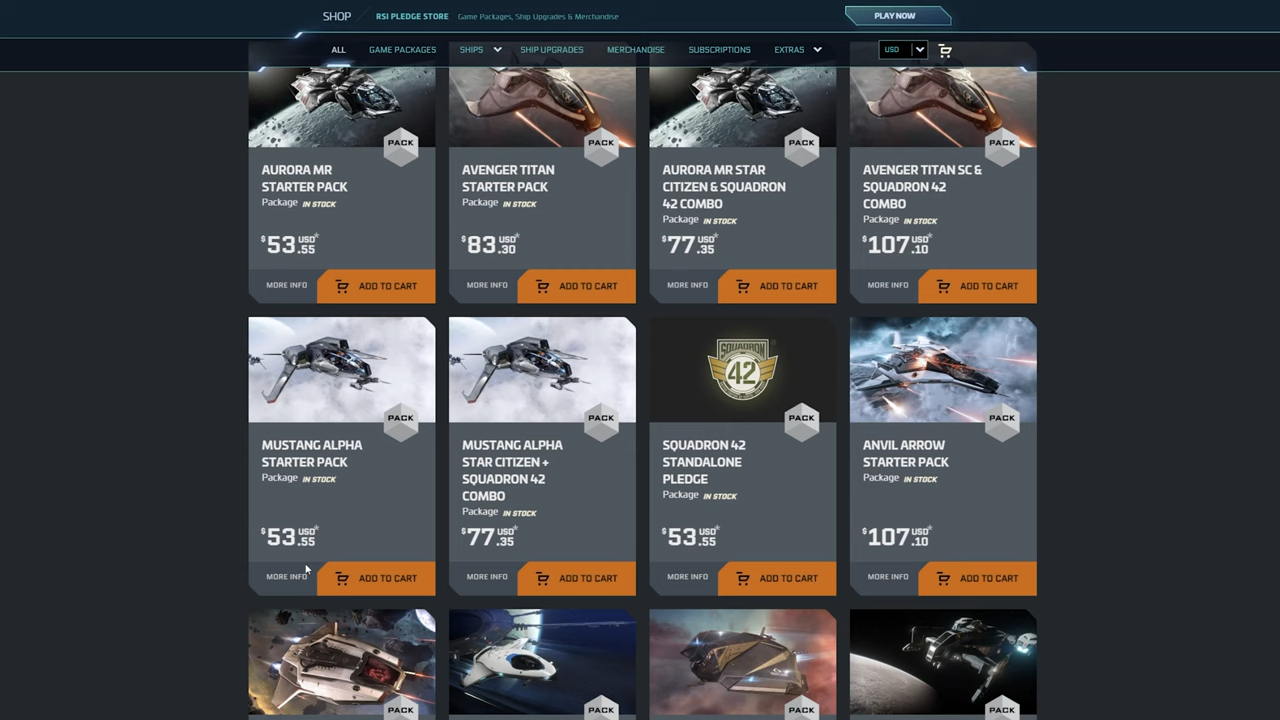 SHOP
RSI PLEDGE STORE
Game Packages, Ship Upgrades & Merchandise
PLAY NOW
ALL
GAME PACKAGES
SHIPS
SHIP UPGRADES
MERCHANDISE
SUBSCRIPTIONS
EXTRAS
USD
PACK
AURORA MR
STARTER PACK
Package IN STOCK
$53.55 USD*
MORE INFO
ADD TO CART
PACK
AVENGER TITAN
STARTER PACK
Package IN STOCK
$83.30 USD*
MORE INFO
ADD TO CART
PACK
AURORA MR STAR
CITIZEN & SQUADRON
42 COMBO
Package IN STOCK
$77.35 USD*
MORE INFO
ADD TO CART
PACK
AVENGER TITAN SC &
SQUADRON 42
COMBO
Package IN STOCK
$107.10 USD*
MORE INFO
ADD TO CART
PACK
MUSTANG ALPHA
STARTER PACK
Package IN STOCK
$53.55 USD*
MORE INFO
ADD TO CART
PACK
MUSTANG ALPHA
STAR CITIZEN +
SQUADRON 42
COMBO
Package IN STOCK
$77.35 USD*
MORE INFO
ADD TO CART
SQUADRON
42
PACK
SQUADRON 42
STANDALONE
PLEDGE
Package IN STOCK
$53.55 USD*
MORE INFO
ADD TO CART
PACK
ANVIL ARROW
STARTER PACK
Package IN STOCK
$107.10 USD*
MORE INFO
ADD TO CART
PACK
PACK
PACK
PACK